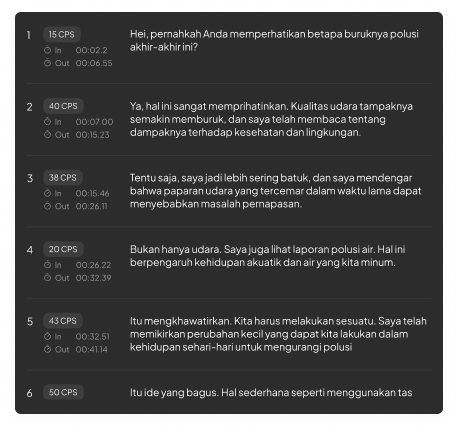 1 15 CPS Hei, pernahkah Anda memperhatikan betapa buruknya polusi
akhir-akhir ini?
In 00:02.2
Out 00:06.55
2 40 CPS Ya, hal ini sangat memprihatinkan. Kualitas udara tampaknya
In 00:07.00 semakin memburuk, dan saya telah membaca tentang
Out 00:15.23 dampaknya terhadap kesehatan dan lingkungan.
3 38 CPS Tentu saja, saya jadi lebih sering batuk, dan saya mendengar
In 00:15.46 bahwa paparan udara yang tercemar dalam waktu lama dapat
Out 00:26.11 menyebabkan masalah pernapasan.
4 20 CPS Bukan hanya udara. Saya juga lihat laporan polusi air. Hal ini
In 00:26.22 berpengaruh kehidupan akuatik dan air yang kita minum.
Out 00:32.39
5 43 CPS Itu mengkhawatirkan. Kita harus melakukan sesuatu. Saya telah
In 00:32.51 memikirkan perubahan kecil yang dapat kita lakukan dalam
Out 00:41.14 kehidupan sehari-hari untuk mengurangi polusi
6 50 CPS Itu ide yang bagus. Hal sederhana seperti menggunakan tas